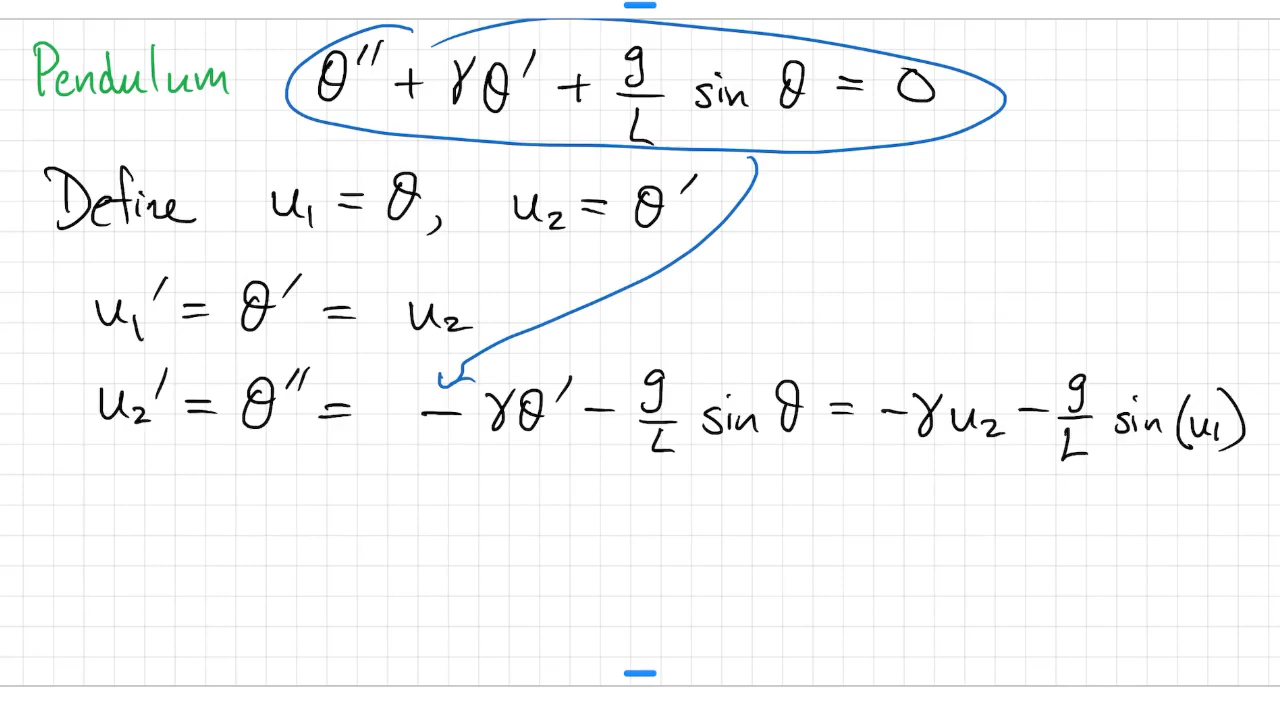 Pendulum θ'' + γθ' + g/L sin θ = 0
Define u₁ = θ, u₂ = θ'
u₁' = θ' = u₂
u₂' = θ'' = - γθ' - g/L sin θ = -γu₂ - g/L sin(u₁)